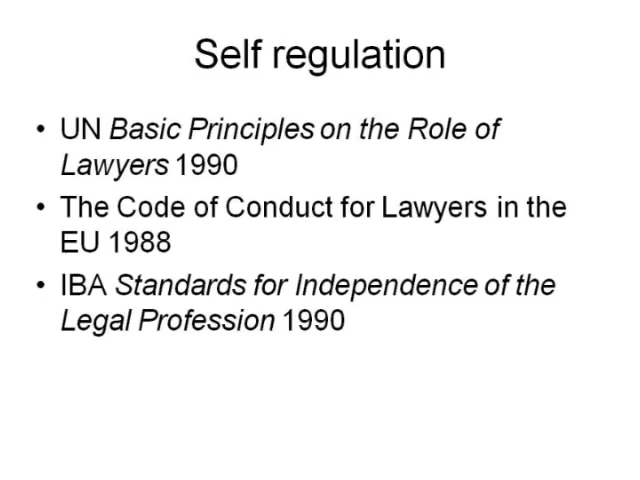 Self regulation
• UN Basic Principles on the Role of
Lawyers 1990
• The Code of Conduct for Lawyers in the
EU 1988
• IBA Standards for Independence of the
Legal Profession 1990